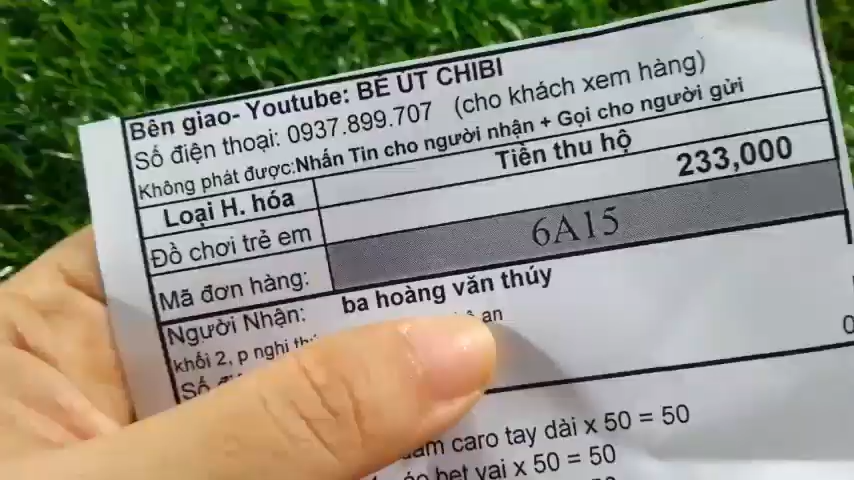 Bên giao- Youtube: BÉ ÚT CHIBI
Số điện thoại: 0937.899.707 (cho khách xem hàng)
Không phát được:Nhấn Tin cho người nhận + Gọi cho người gửi
Loại H. hóa Tiền thu hộ
Đồ chơi trẻ em 233,000
Mã đơn hàng: 6A15
Người Nhận: ba hoàng văn thúy
khối 2, p nghi an
Số
caro tay dài x 50 = 50
bet vai x 50 = 50